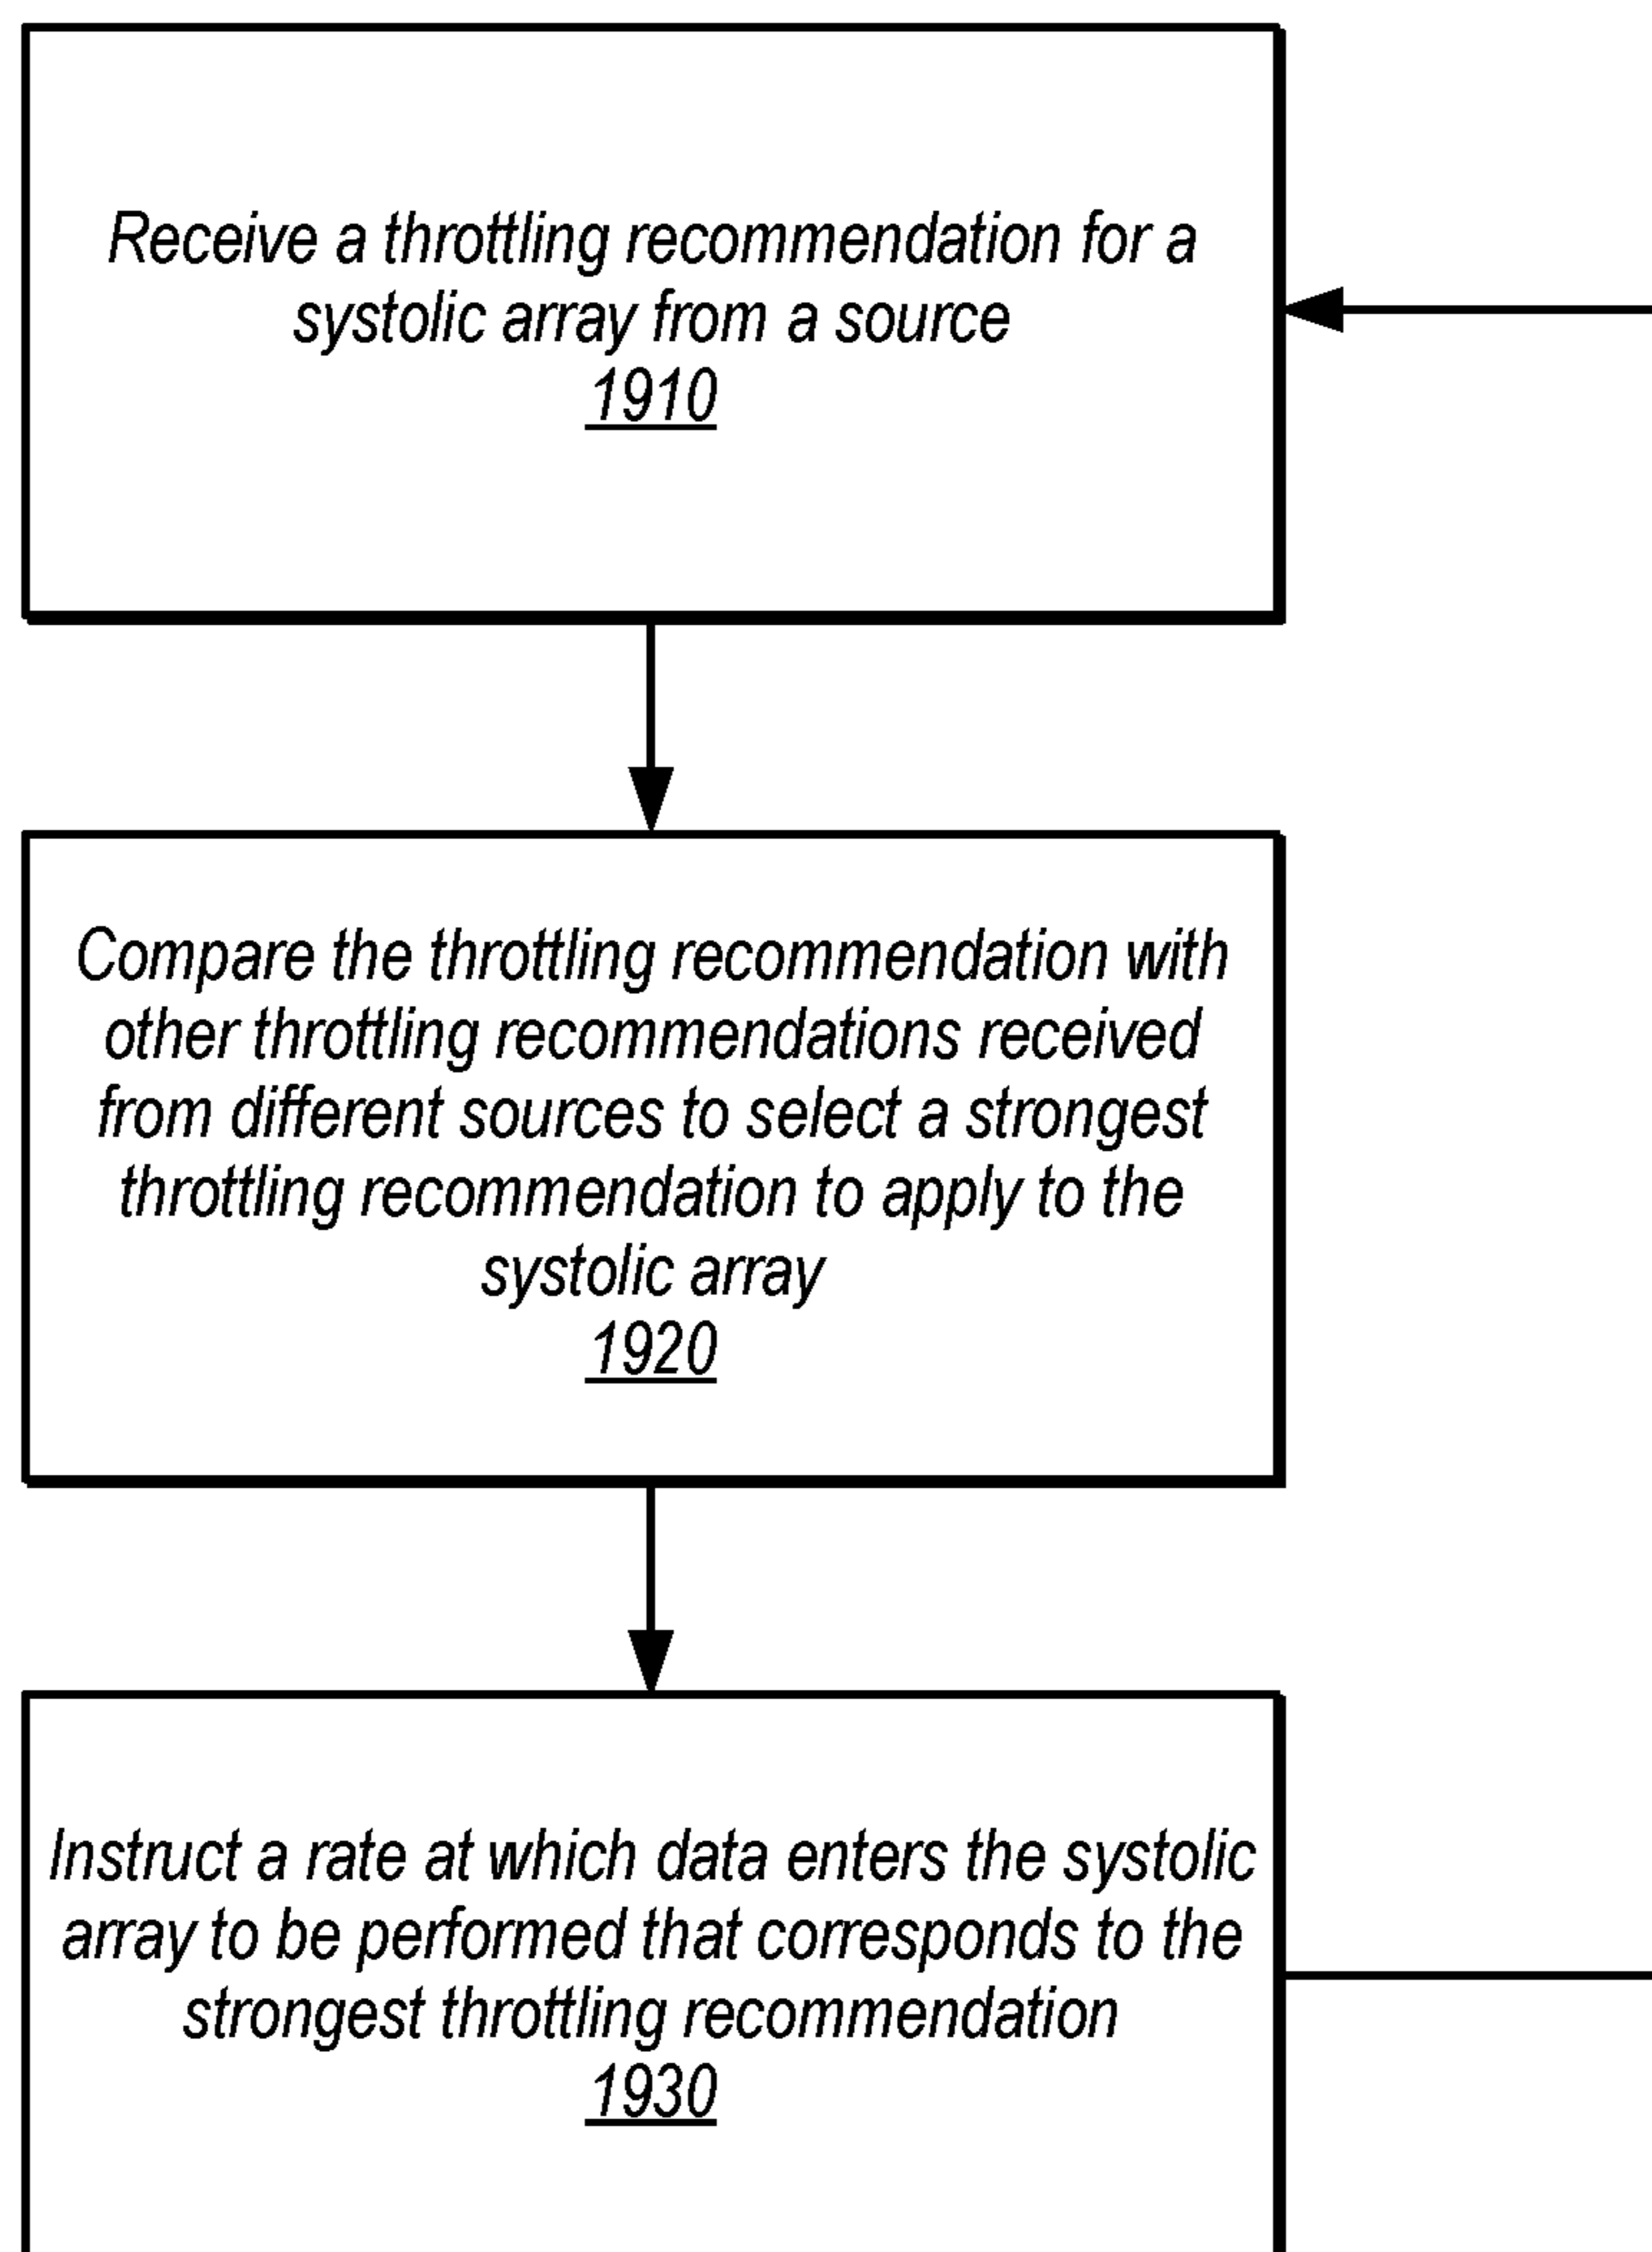 Receive a throttling recommendation for a
systolic array from a source
1910
Compare the throttling recommendation with
other throttling recommendations received
from different sources to select a strongest
throttling recommendation to apply to the
systolic array
1920
Instruct a rate at which data enters the systolic
array to be performed that corresponds to the
strongest throttling recommendation
1930